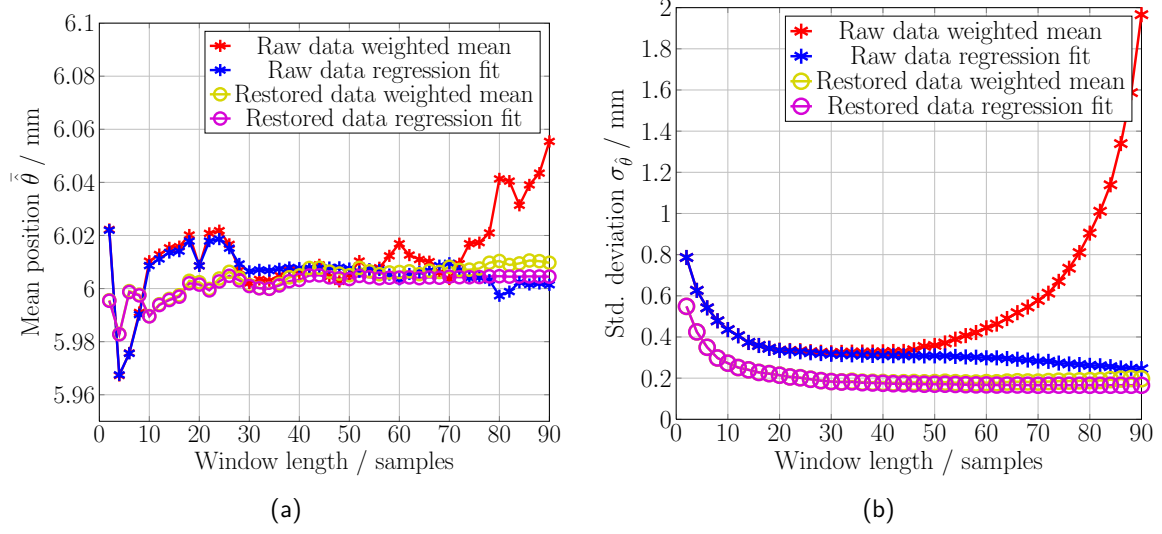 6.1
6.08
6.06
6.04
6.02
6
5.98
5.96
Mean position θ̂̄ / mm
Raw data weighted mean
Raw data regression fit
Restored data weighted mean
Restored data regression fit
0 10 20 30 40 50 60 70 80 90
Window length / samples
(a)
2
1.8
1.6
1.4
1.2
1
0.8
0.6
0.4
0.2
0
Std. deviation σ_θ̂ / mm
Raw data weighted mean
Raw data regression fit
Restored data weighted mean
Restored data regression fit
0 10 20 30 40 50 60 70 80 90
Window length / samples
(b)